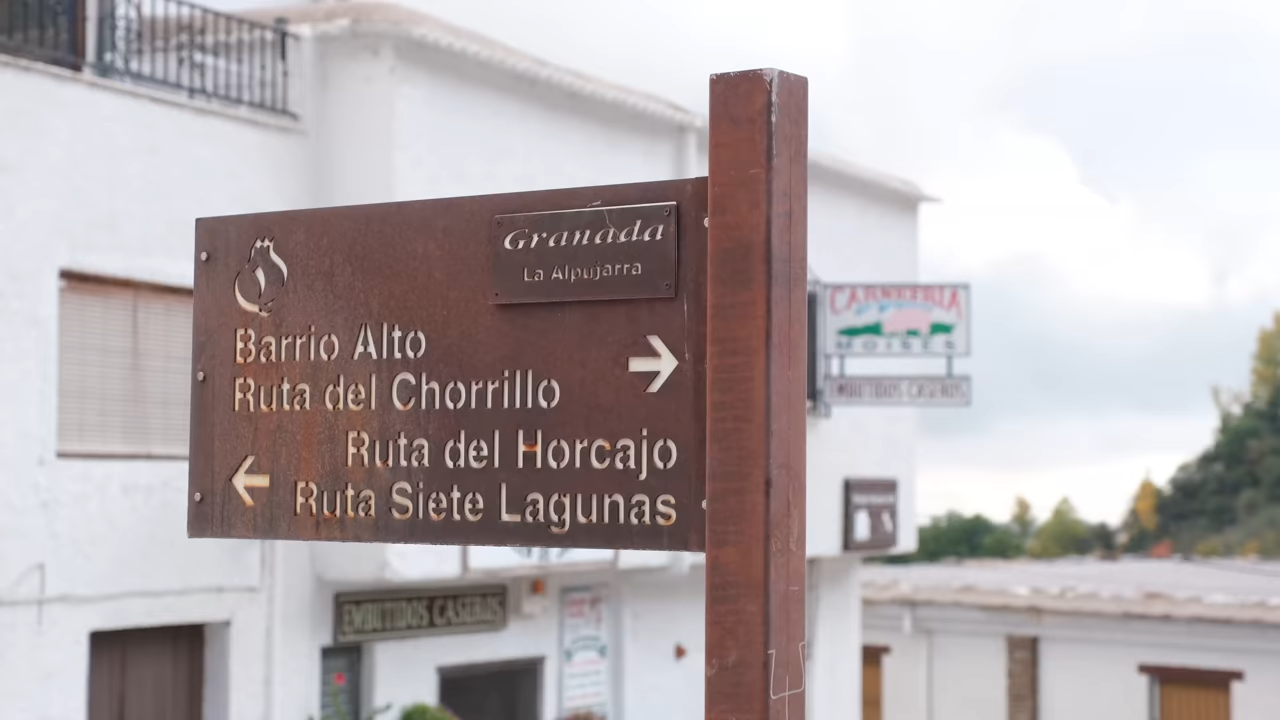 Granada
La Alpujarra
Barrio Alto
Ruta del Chorrillo
Ruta del Horcajo
Ruta Siete Lagunas
CARNICERIA
MOISES
EMBUTIDOS CASEROS
EMBUTIDOS CASEROS